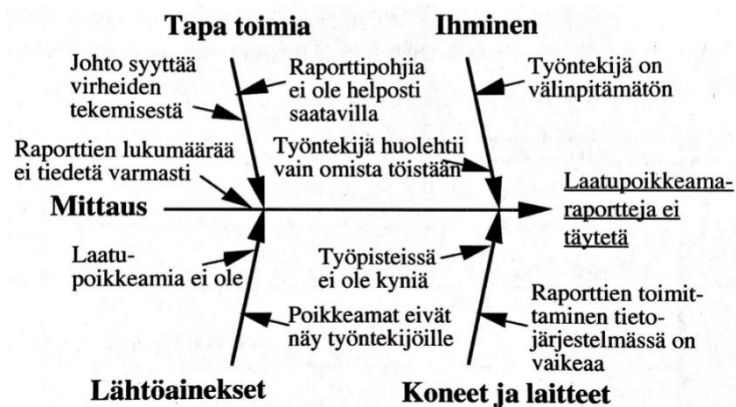 Tapa toimia
Ihminen
Johto syyttää
virheiden
tekemisestä
Raporttipohjia
ei ole helposti
saatavilla
Työntekijä on
välinpitämätön
Raporttien lukumäärää
ei tiedetä varmasti
Työntekijä huolehtii
vain omista töistään
Mittaus
Laatupoikkeama-
raportteja ei
täytetä
Laatu-
poikkeamia ei ole
Työpisteissä
ei ole kyniä
Poikkeamat eivät
näy työntekijöille
Raporttien toimit-
taminen tieto-
järjestelmässä on
vaikeaa
Lähtöainekset
Koneet ja laitteet